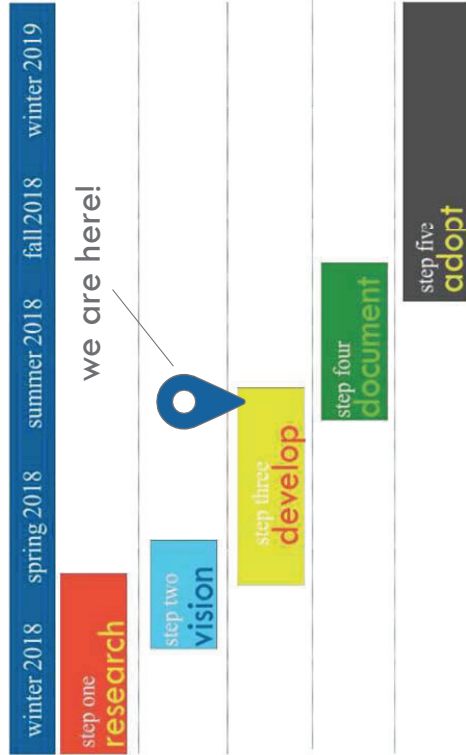 winter 2018 spring 2018 summer 2018 fall 2018 winter 2019
we are here!
step one
research
step two
vision
step three
develop
step four
document
step five
adopt